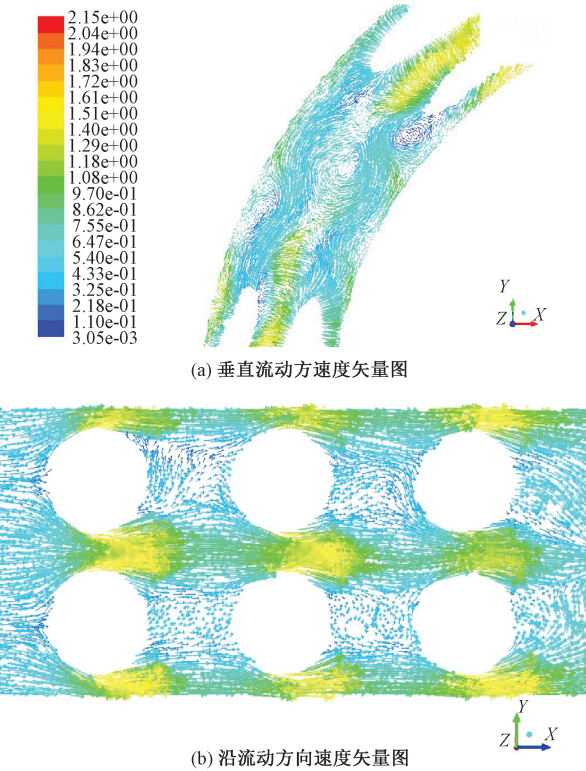 2.15e+00
2.04e+00
1.94e+00
1.83e+00
1.72e+00
1.61e+00
1.51e+00
1.40e+00
1.29e+00
1.18e+00
1.08e+00
9.70e-01
8.62e-01
7.55e-01
6.47e-01
5.40e-01
4.33e-01
3.25e-01
2.18e-01
1.10e-01
3.05e-03
Y
Z X
(a) 垂直流动方速度矢量图
Y
Z X
(b) 沿流动方向速度矢量图